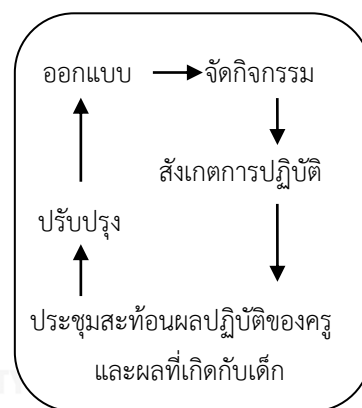 ออกแบบ จัดกิจกรรม
สังเกตการปฏิบัติ
ปรับปรุง
ประชุมสะท้อนผลปฏิบัติของครู
และผลที่เกิดกับเด็ก